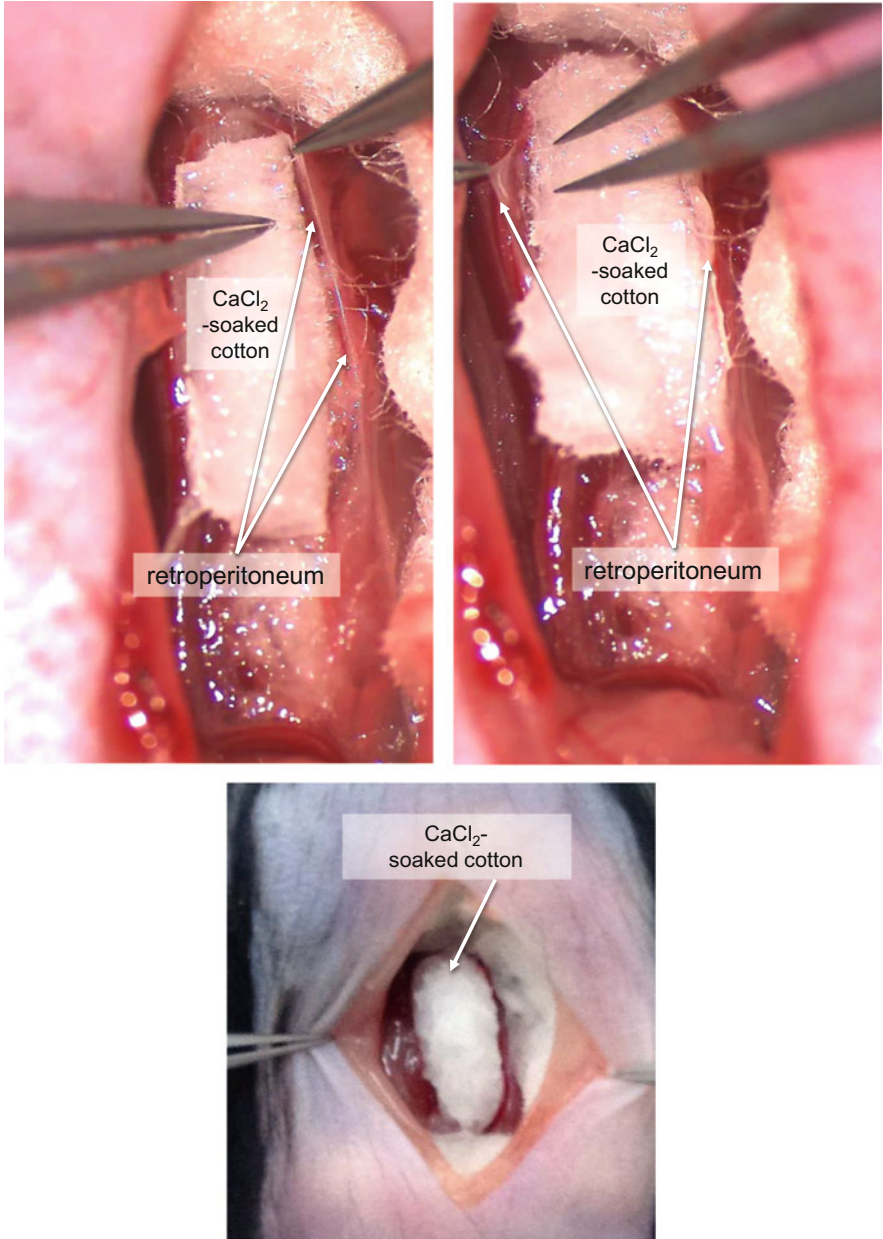 CaCl₂
-soaked
cotton
retroperitoneum
CaCl₂
-soaked
cotton
retroperitoneum
CaCl₂-
soaked cotton